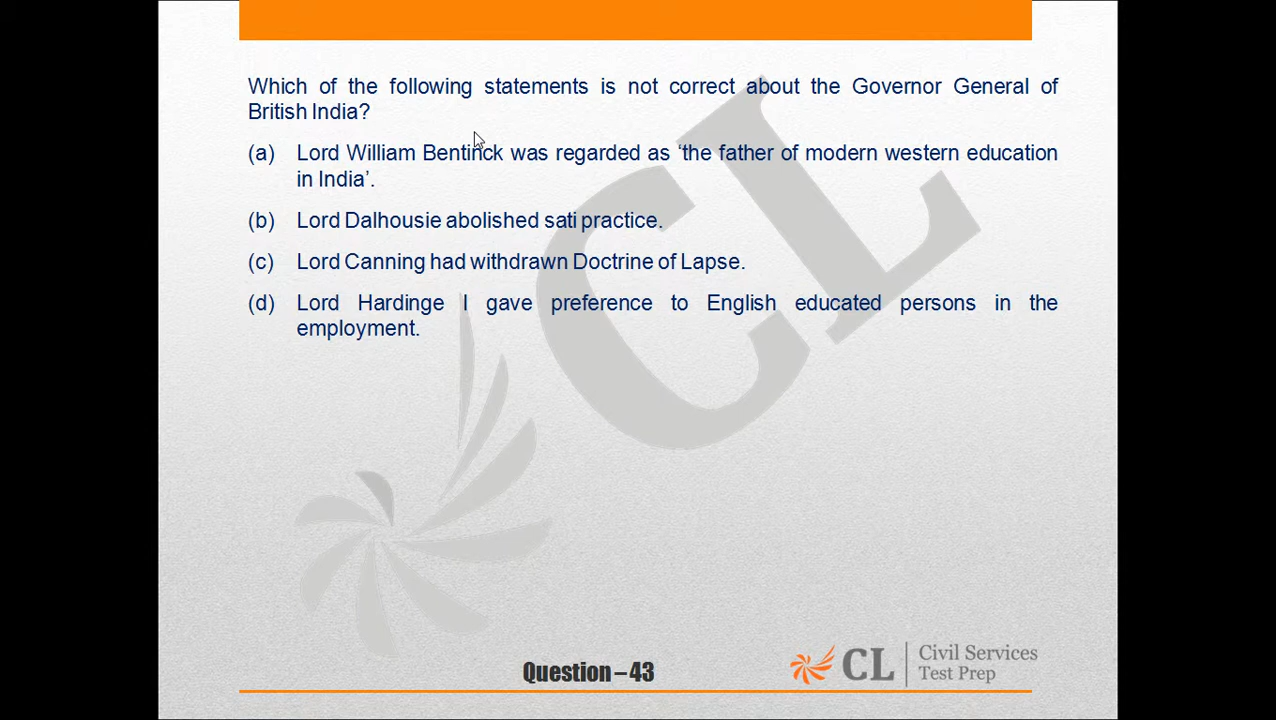 Which of the following statements is not correct about the Governor General of
British India?
(a) Lord William Bentinck was regarded as ‘the father of modern western education
in India’.
(b) Lord Dalhousie abolished sati practice.
(c) Lord Canning had withdrawn Doctrine of Lapse.
(d) Lord Hardinge I gave preference to English educated persons in the
employment.
CL
Question – 43
CL Civil Services
Test Prep